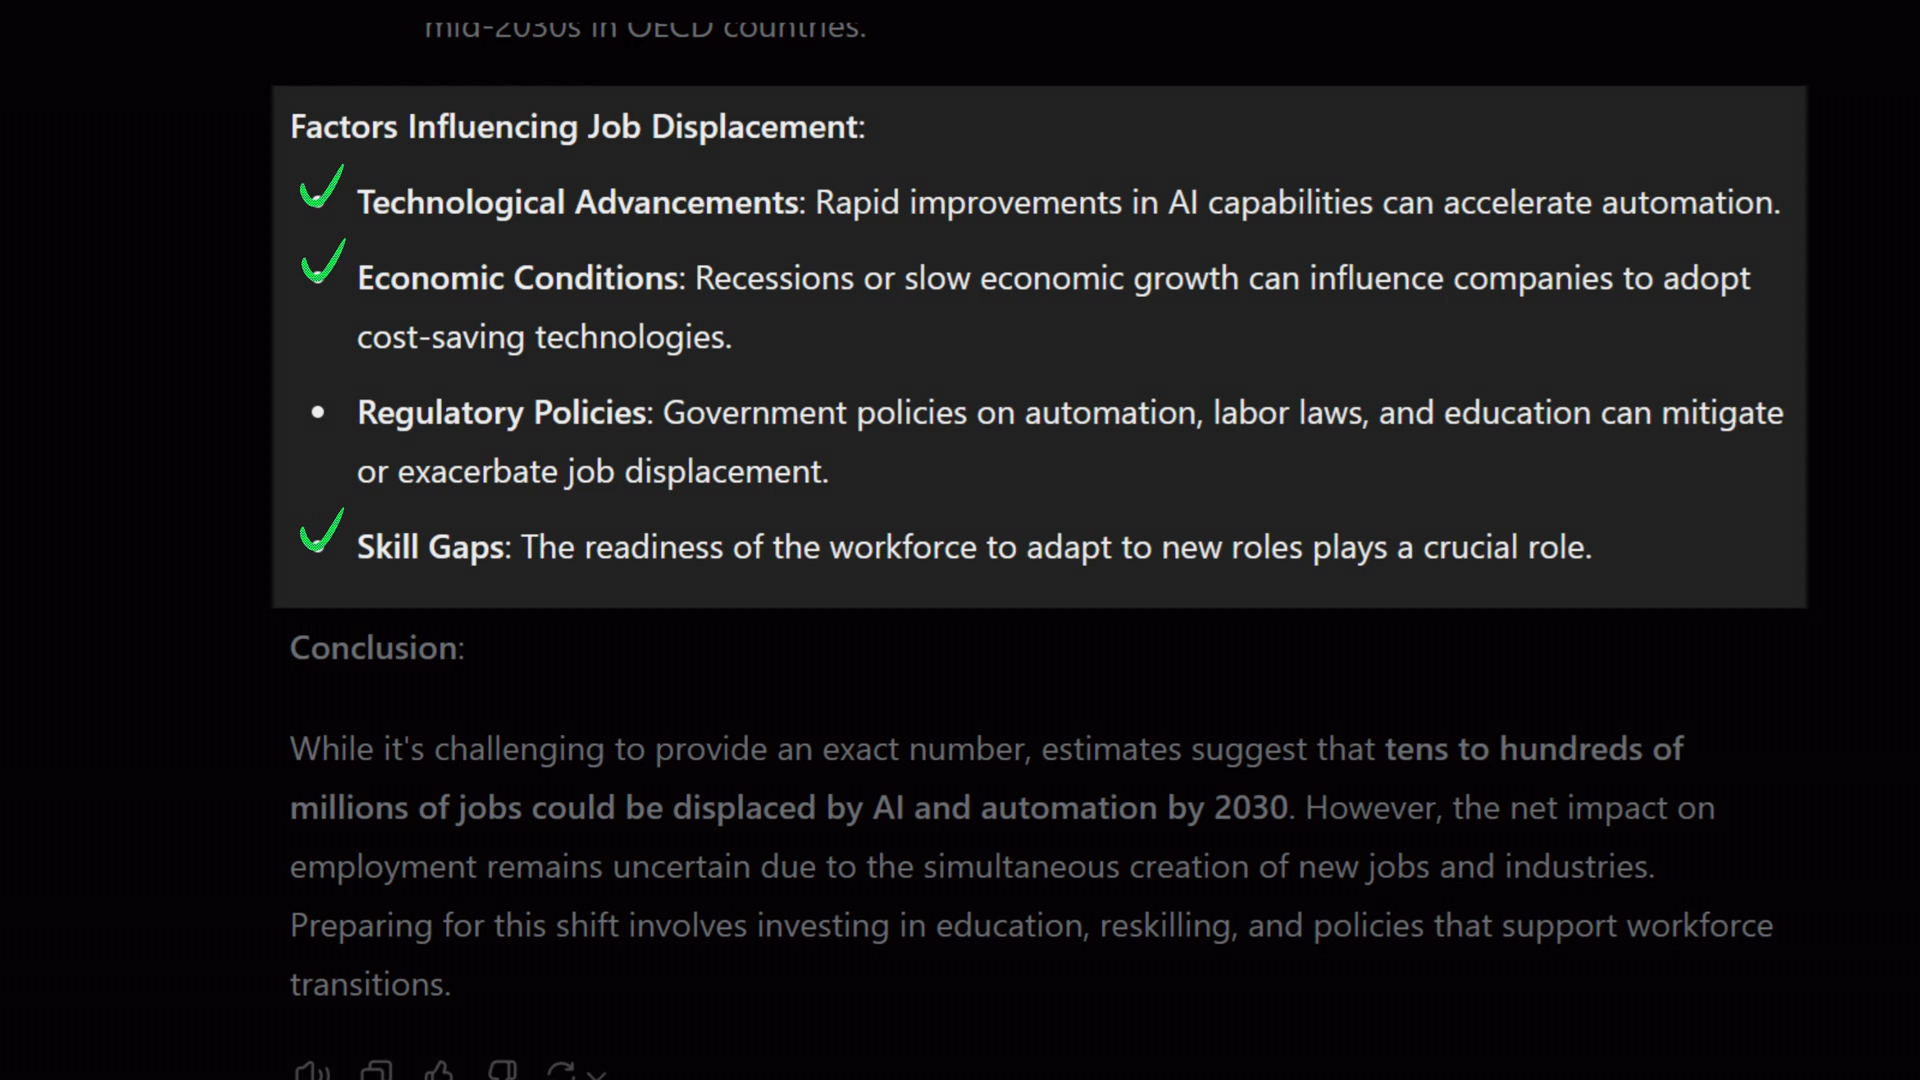 mid-2030s in OECD countries.
Factors Influencing Job Displacement:
Technological Advancements: Rapid improvements in AI capabilities can accelerate automation.
Economic Conditions: Recessions or slow economic growth can influence companies to adopt
cost-saving technologies.
• Regulatory Policies: Government policies on automation, labor laws, and education can mitigate
or exacerbate job displacement.
Skill Gaps: The readiness of the workforce to adapt to new roles plays a crucial role.
Conclusion:
While it's challenging to provide an exact number, estimates suggest that tens to hundreds of
millions of jobs could be displaced by AI and automation by 2030. However, the net impact on
employment remains uncertain due to the simultaneous creation of new jobs and industries.
Preparing for this shift involves investing in education, reskilling, and policies that support workforce
transitions.